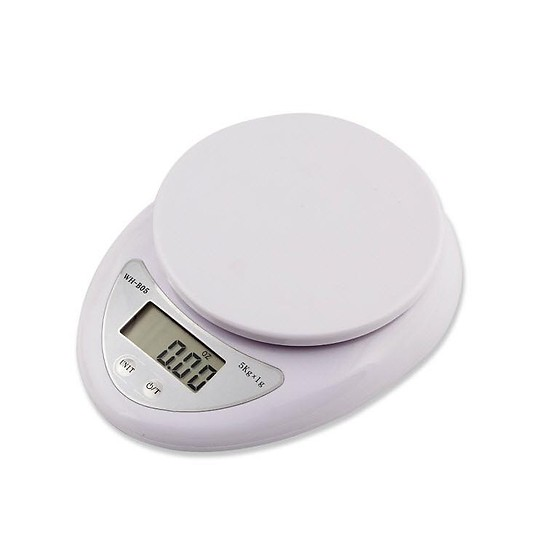 WH-B05
OZ
0.00
UNIT
⏻/T
5Kg×1g